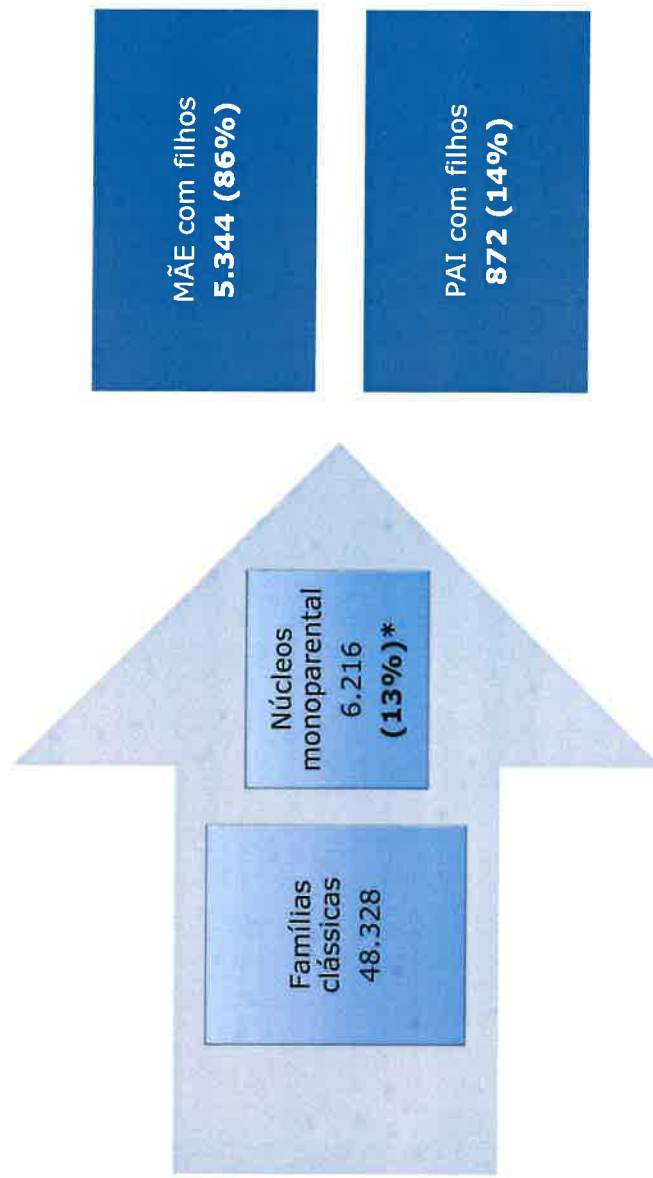 Famílias
clássicas
48.328
Núcleos
monoparental
6.216
(13%)*
MÃE com filhos
5.344 (86%)
PAI com filhos
872 (14%)